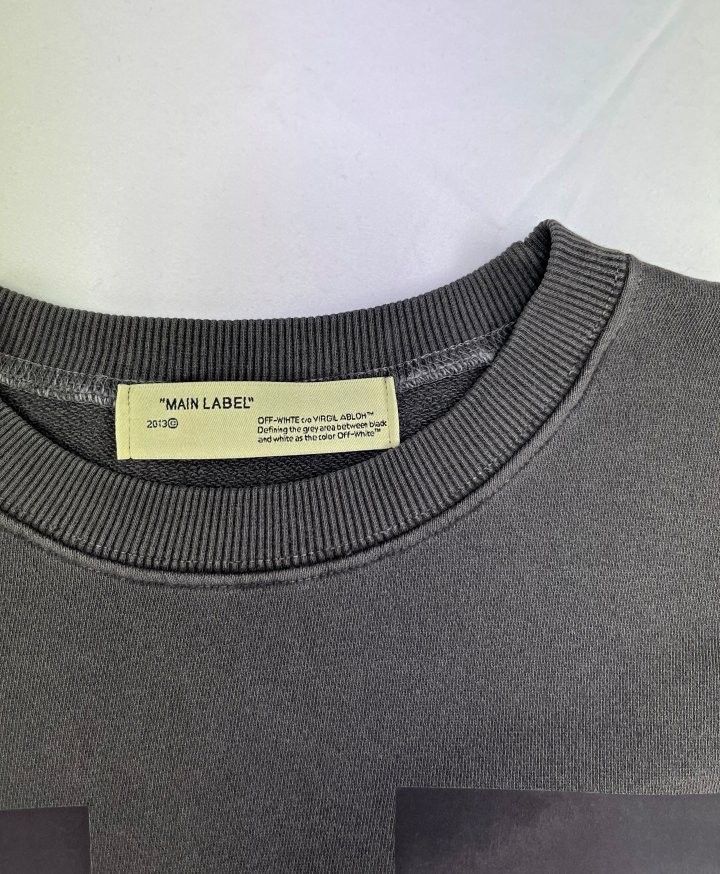 "MAIN LABEL"
2013©
OFF-WIHTE c/o VIRGIL ABLOH™
Defining the grey area between black
and white as the color Off-White™